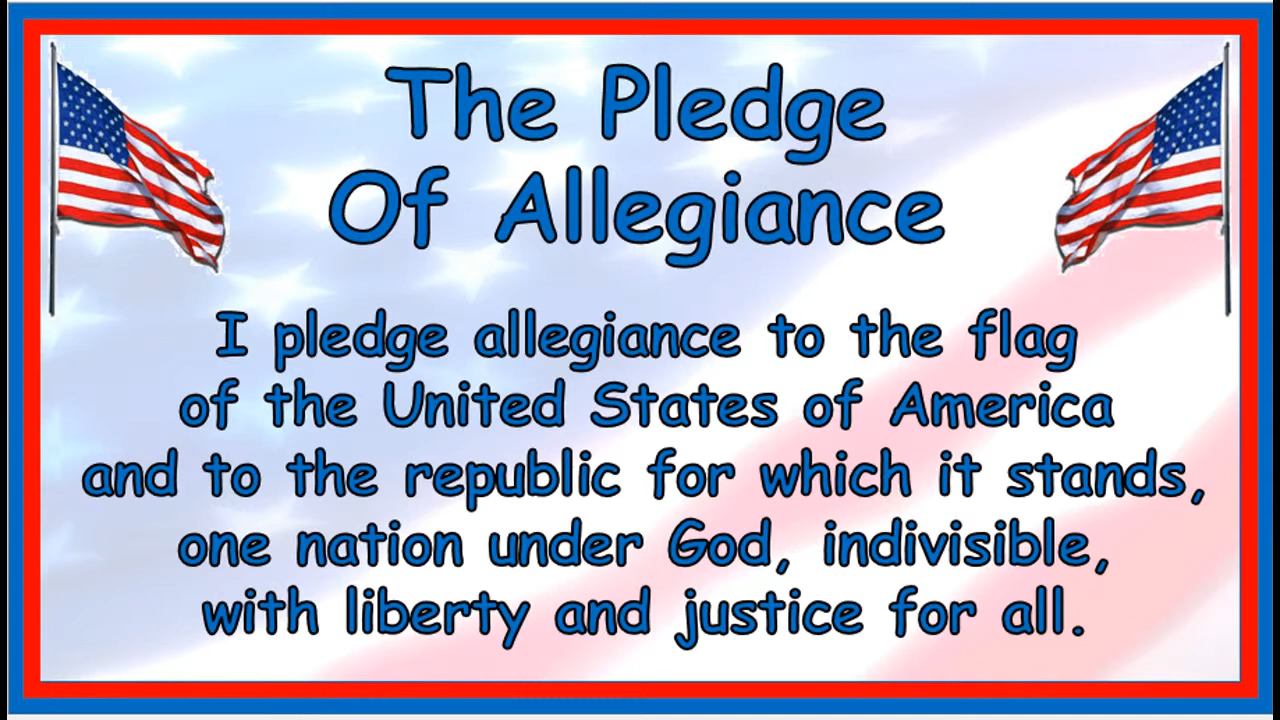 The Pledge
Of Allegiance
I pledge allegiance to the flag
of the United States of America
and to the republic for which it stands,
one nation under God, indivisible,
with liberty and justice for all.